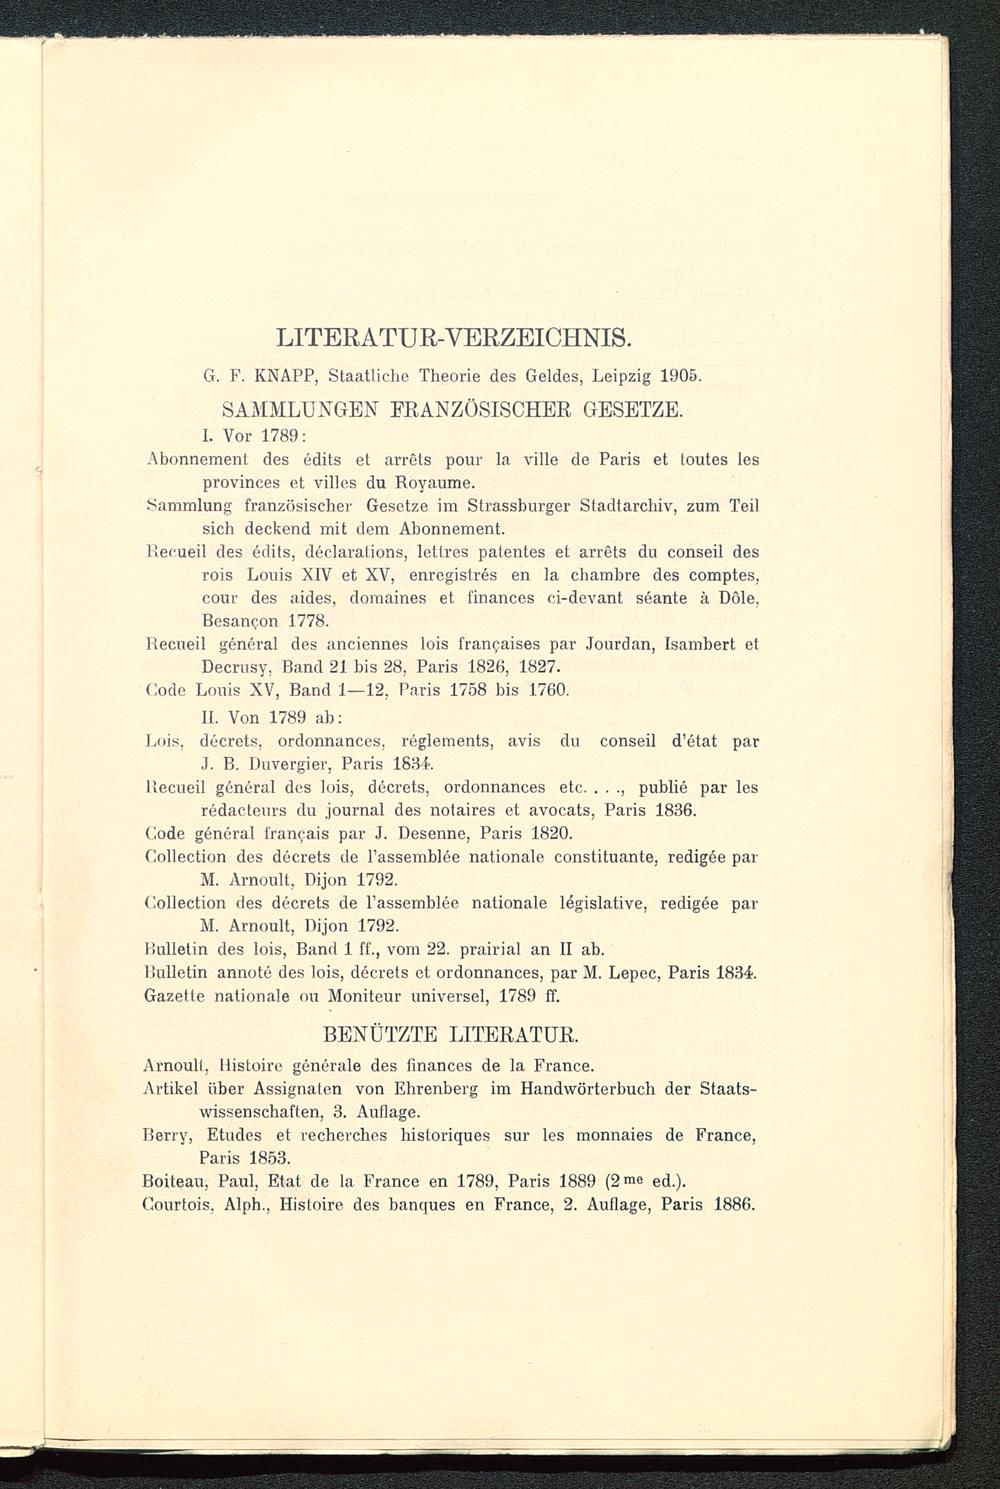 LITERATUR-VERZEICHNIS.
G. F. KNAPP, Staatliche Theorie des Geldes, Leipzig 1905.
SAMMLUNGEN FRANZÖSISCHER GESETZE.
I. Vor 1789:
Abonnement des édits et arrêts pour la ville de Paris et toutes les
provinces et villes du Royaume.
Sammlung französischer Gesetze im Strassburger Stadtarchiv, zum Teil
sich deckend mit dem Abonnement.
Recueil des édits, déclarations, lettres patentes et arrêts du conseil des
rois Louis XIV et XV, enregistrés en la chambre des comptes,
cour des aides, domaines et finances ci-devant séante à Dôle,
Besançon 1778.
Recueil général des anciennes lois françaises par Jourdan, Isambert et
Decrusy, Band 21 bis 28, Paris 1826, 1827.
Code Louis XV, Band 1—12, Paris 1758 bis 1760.
II. Von 1789 ab:
Lois, décrets, ordonnances, réglements, avis du conseil d'état par
J. B. Duvergier, Paris 1834.
Recueil général des lois, décrets, ordonnances etc. . . ., publié par les
rédacteurs du journal des notaires et avocats, Paris 1836.
Code général français par J. Desenne, Paris 1820.
Collection des décrets de l'assemblée nationale constituante, redigée par
M. Arnoult, Dijon 1792.
Collection des décrets de l'assemblée nationale législative, redigée par
M. Arnoult, Dijon 1792.
Bulletin des lois, Band 1 ff., vom 22. prairial an II ab.
Bulletin annoté des lois, décrets et ordonnances, par M. Lepec, Paris 1834.
Gazette nationale ou Moniteur universel, 1789 ff.
BENÜTZTE LITERATUR.
Arnoult, Histoire générale des finances de la France.
Artikel über Assignaten von Ehrenberg im Handwörterbuch der Staats-
wissenschaften, 3. Auflage.
Berry, Etudes et recherches historiques sur les monnaies de France,
Paris 1853.
Boiteau, Paul, Etat de la France en 1789, Paris 1889 (2me ed.).
Courtois, Alph., Histoire des banques en France, 2. Auflage, Paris 1886.